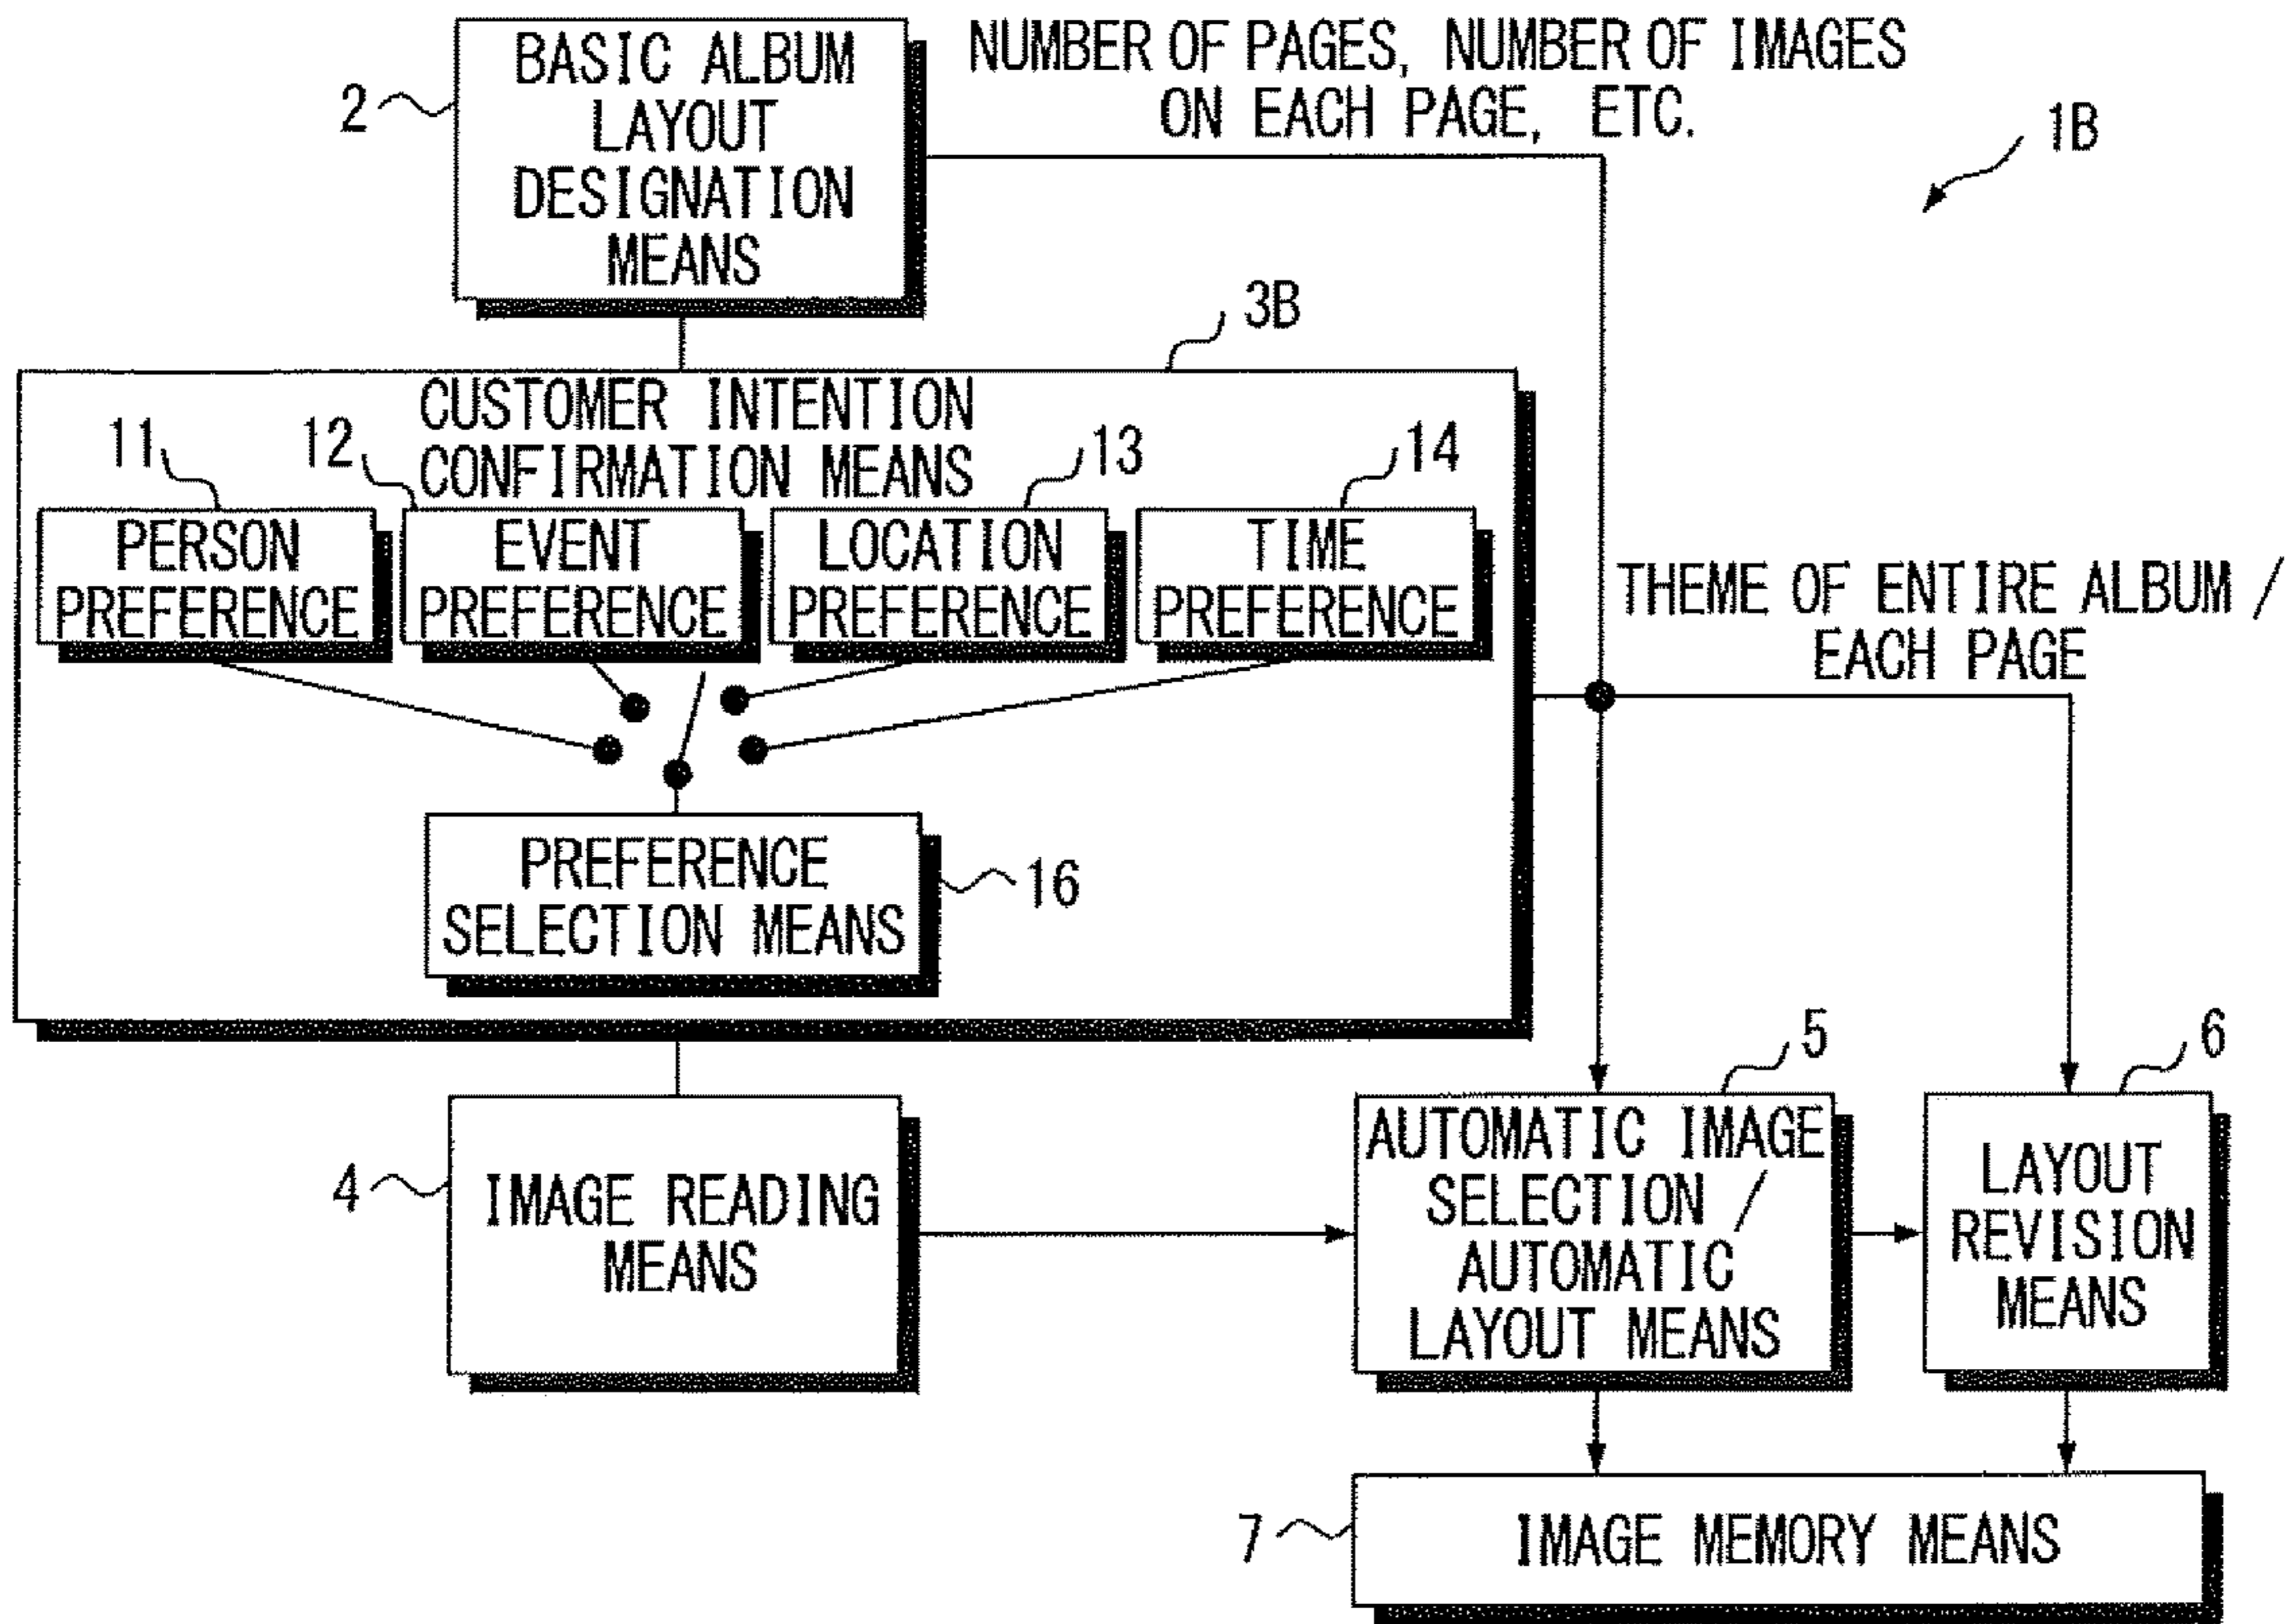 BASIC ALBUM
LAYOUT
DESIGNATION
MEANS
2
NUMBER OF PAGES, NUMBER OF IMAGES
ON EACH PAGE, ETC.
1B
3B
CUSTOMER INTENTION
CONFIRMATION MEANS
11
12
13
14
PERSON
PREFERENCE
EVENT
PREFERENCE
LOCATION
PREFERENCE
TIME
PREFERENCE
THEME OF ENTIRE ALBUM /
EACH PAGE
PREFERENCE
SELECTION MEANS
16
4
IMAGE READING
MEANS
5
AUTOMATIC IMAGE
SELECTION /
AUTOMATIC
LAYOUT MEANS
6
LAYOUT
REVISION
MEANS
7
IMAGE MEMORY MEANS